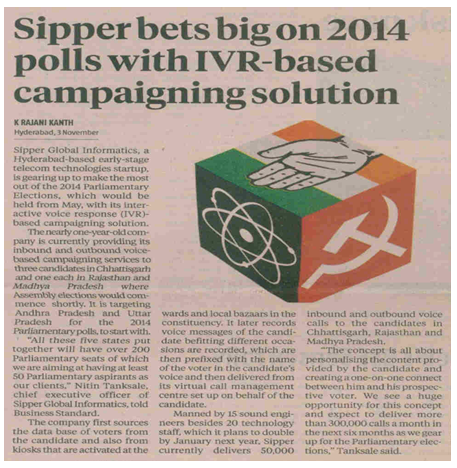 Sipper bets big on 2014
polls with IVR-based
campaigning solution
K RAJANI KANTH
Hyderabad, 3 November
Sipper Global Informatics, a
Hyderabad-based early-stage
telecom technologies startup,
is gearing up to make the most
out of the 2014 Parliamentary
Elections, which would be
held from May, with its inter-
active voice response (IVR)-
based campaigning solution.
The nearly one-year-old com-
pany is currently providing its
inbound and outbound voice-
based campaigning services to
three candidates in Chhattisgarh
and one each in Rajasthan and
Madhya Pradesh where
Assembly elections would com-
mence shortly. It is targeting
Andhra Pradesh and Uttar
Pradesh for the 2014
Parliamentary polls, to start with.
"All these five states put
together will have over 200
Parliamentary seats of which
we are aiming at having at least
50 Parliamentary aspirants as
our clients," Nitin Tanksale,
chief executive officer of
Sipper Global Informatics, told
Business Standard.
The company first sources
the data base of voters from
the candidate and also from
kiosks that are activated at the
wards and local bazaars in the
constituency. It later records
voice messages of the candi-
date befitting different occa-
sions are recorded, which are
then prefixed with the name
of the voter in the candidate's
voice and then delivered from
its virtual call management
centre set up on behalf of the
candidate.
Manned by 15 sound engi-
neers besides 20 technology
staff, which it plans to double
by January next year, Sipper
currently delivers 50,000
inbound and outbound voice
calls to the candidates in
Chhattisgarh, Rajasthan and
Madhya Pradesh.
"The concept is all about
personalising the content pro-
vided by the candidate and
creating a one-on-one connect
between him and his prospec-
tive voter. We see a huge
opportunity for this concept
and expect to deliver more
than 300,000 calls a month in
the next six months as we gear
up for the Parliamentary elec-
tions," Tanksale said.